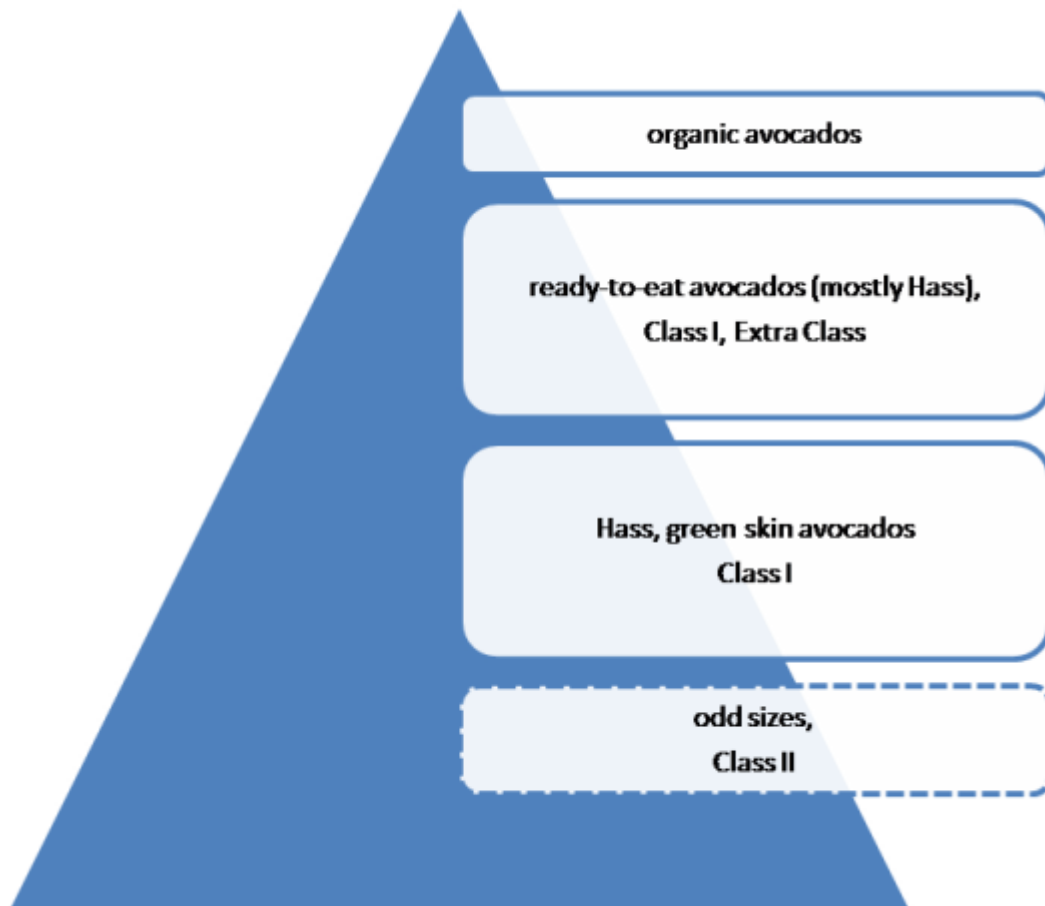 organic avocados
ready-to-eat avocados (mostly Hass),
Class I, Extra Class
Hass, green skin avocados
Class I
odd sizes,
Class II